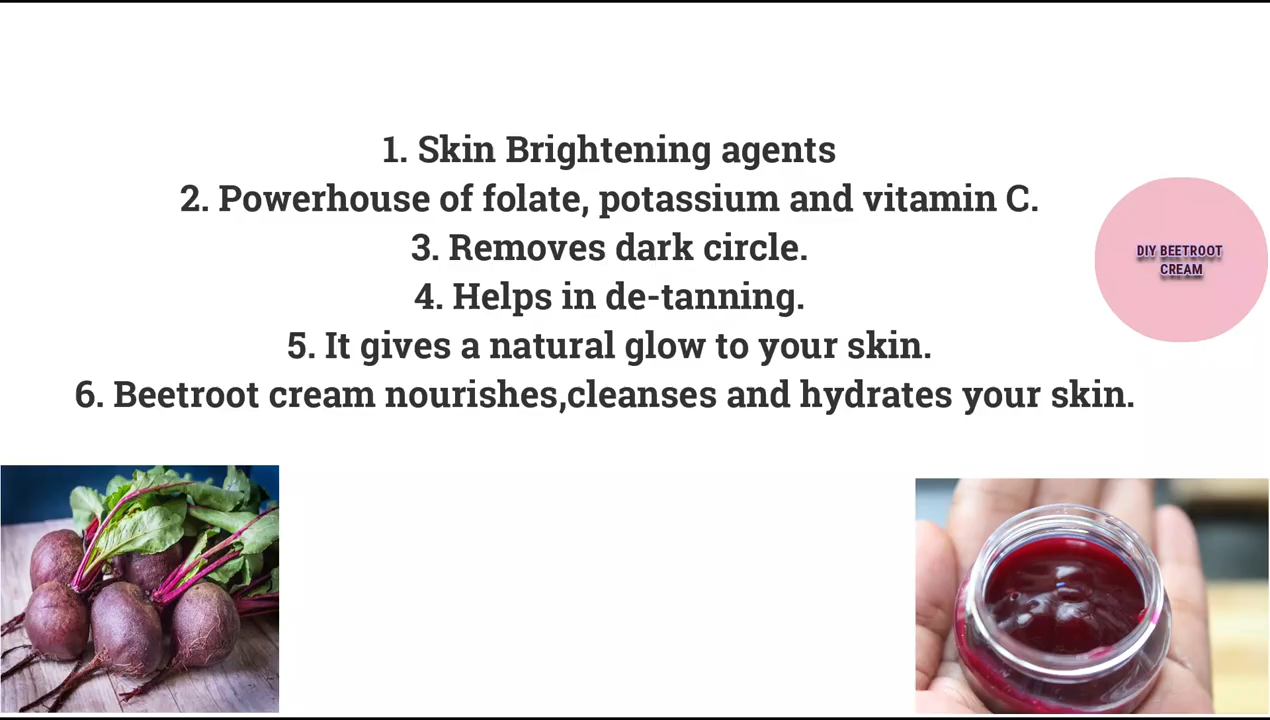 1. Skin Brightening agents
2. Powerhouse of folate, potassium and vitamin C.
3. Removes dark circle.
4. Helps in de-tanning.
5. It gives a natural glow to your skin.
6. Beetroot cream nourishes,cleanses and hydrates your skin.
DIY BEETROOT
CREAM